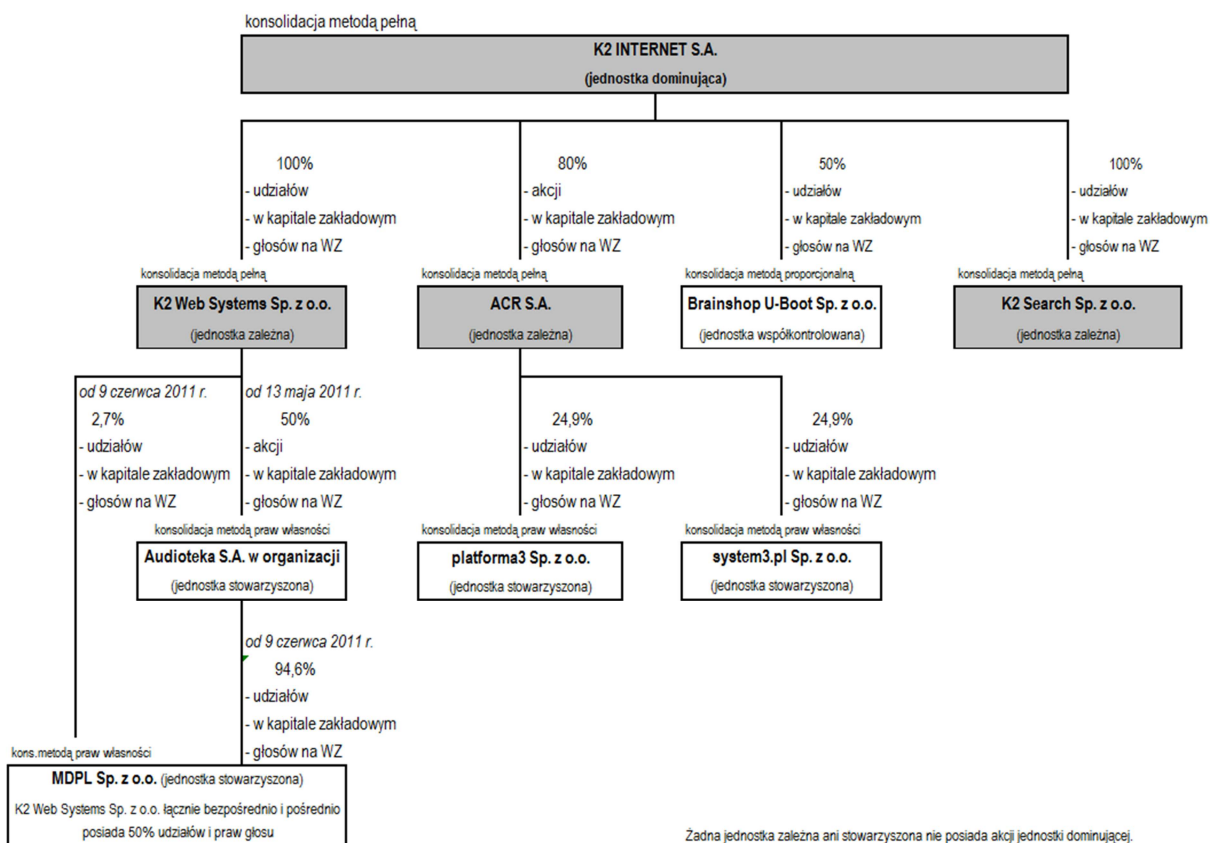 konsolidacja metodą pełną
K2 INTERNET S.A.
(jednostka dominująca)
100%
- udziałów
- w kapitale zakładowym
- głosów na WZ
80%
- akcji
- w kapitale zakładowym
- głosów na WZ
50%
- udziałów
- w kapitale zakładowym
- głosów na WZ
100%
- udziałów
- w kapitale zakładowym
- głosów na WZ
konsolidacja metodą pełną
K2 Web Systems Sp. z o.o.
(jednostka zależna)
konsolidacja metodą pełną
ACR S.A.
(jednostka zależna)
konsolidacja metodą proporcjonalną
Brainshop U-Boot Sp. z o.o.
(jednostka współkontrolowana)
konsolidacja metodą pełną
K2 Search Sp. z o.o.
(jednostka zależna)
od 9 czerwca 2011 r.
2,7%
- udziałów
- w kapitale zakładowym
- głosów na WZ
od 13 maja 2011 r.
50%
- akcji
- w kapitale zakładowym
- głosów na WZ
24,9%
- udziałów
- w kapitale zakładowym
- głosów na WZ
24,9%
- udziałów
- w kapitale zakładowym
- głosów na WZ
konsolidacja metodą praw własności
Audioteka S.A. w organizacji
(jednostka stowarzyszona)
konsolidacja metodą praw własności
platforma3 Sp. z o.o.
(jednostka stowarzyszona)
konsolidacja metodą praw własności
system3.pl Sp. z o.o.
(jednostka stowarzyszona)
od 9 czerwca 2011 r.
94,6%
- udziałów
- w kapitale zakładowym
- głosów na WZ
kons.metodą praw własności
MDPL Sp. z o.o. (jednostka stowarzyszona)
K2 Web Systems Sp. z o.o. łącznie bezpośrednio i pośrednio
posiada 50% udziałów i praw głosu
Żadna jednostka zależna ani stowarzyszona nie posiada akcji jednostki dominującej.